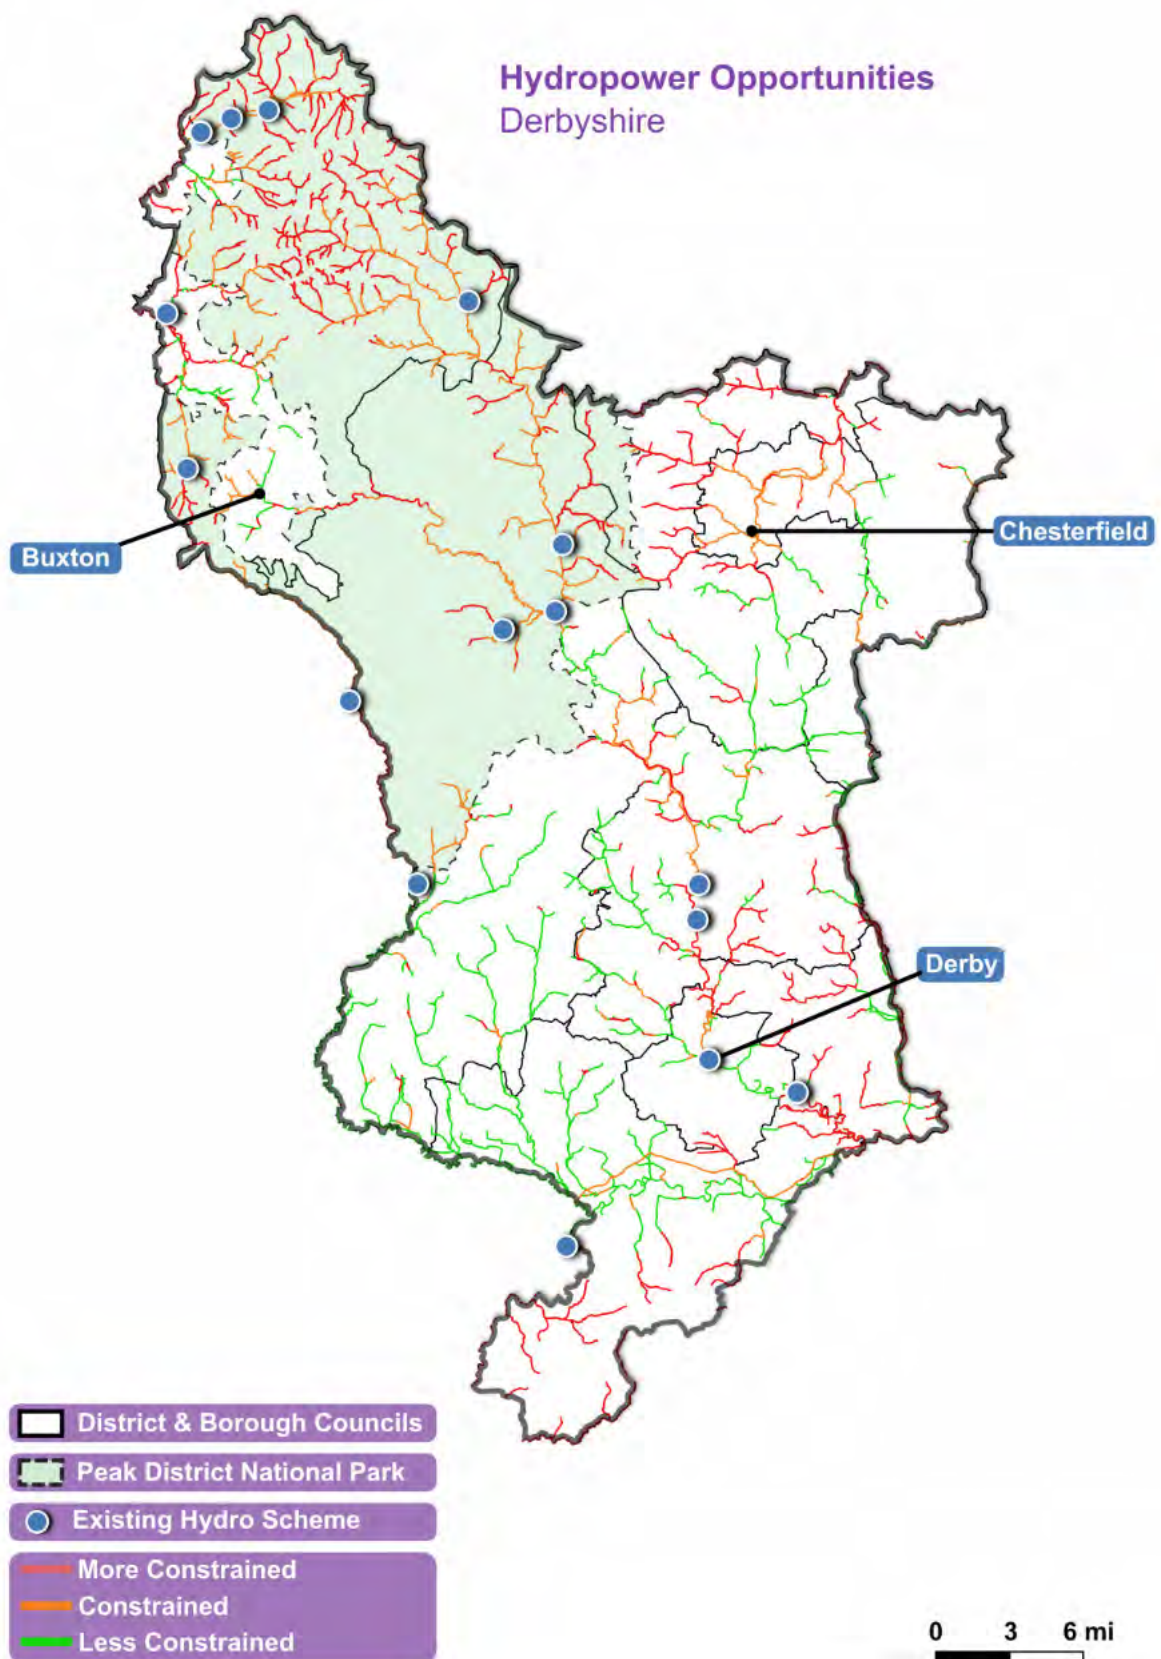 Hydropower Opportunities
Derbyshire
Buxton
Chesterfield
Derby
District & Borough Councils
Peak District National Park
Existing Hydro Scheme
More Constrained
Constrained
Less Constrained
0 3 6 mi